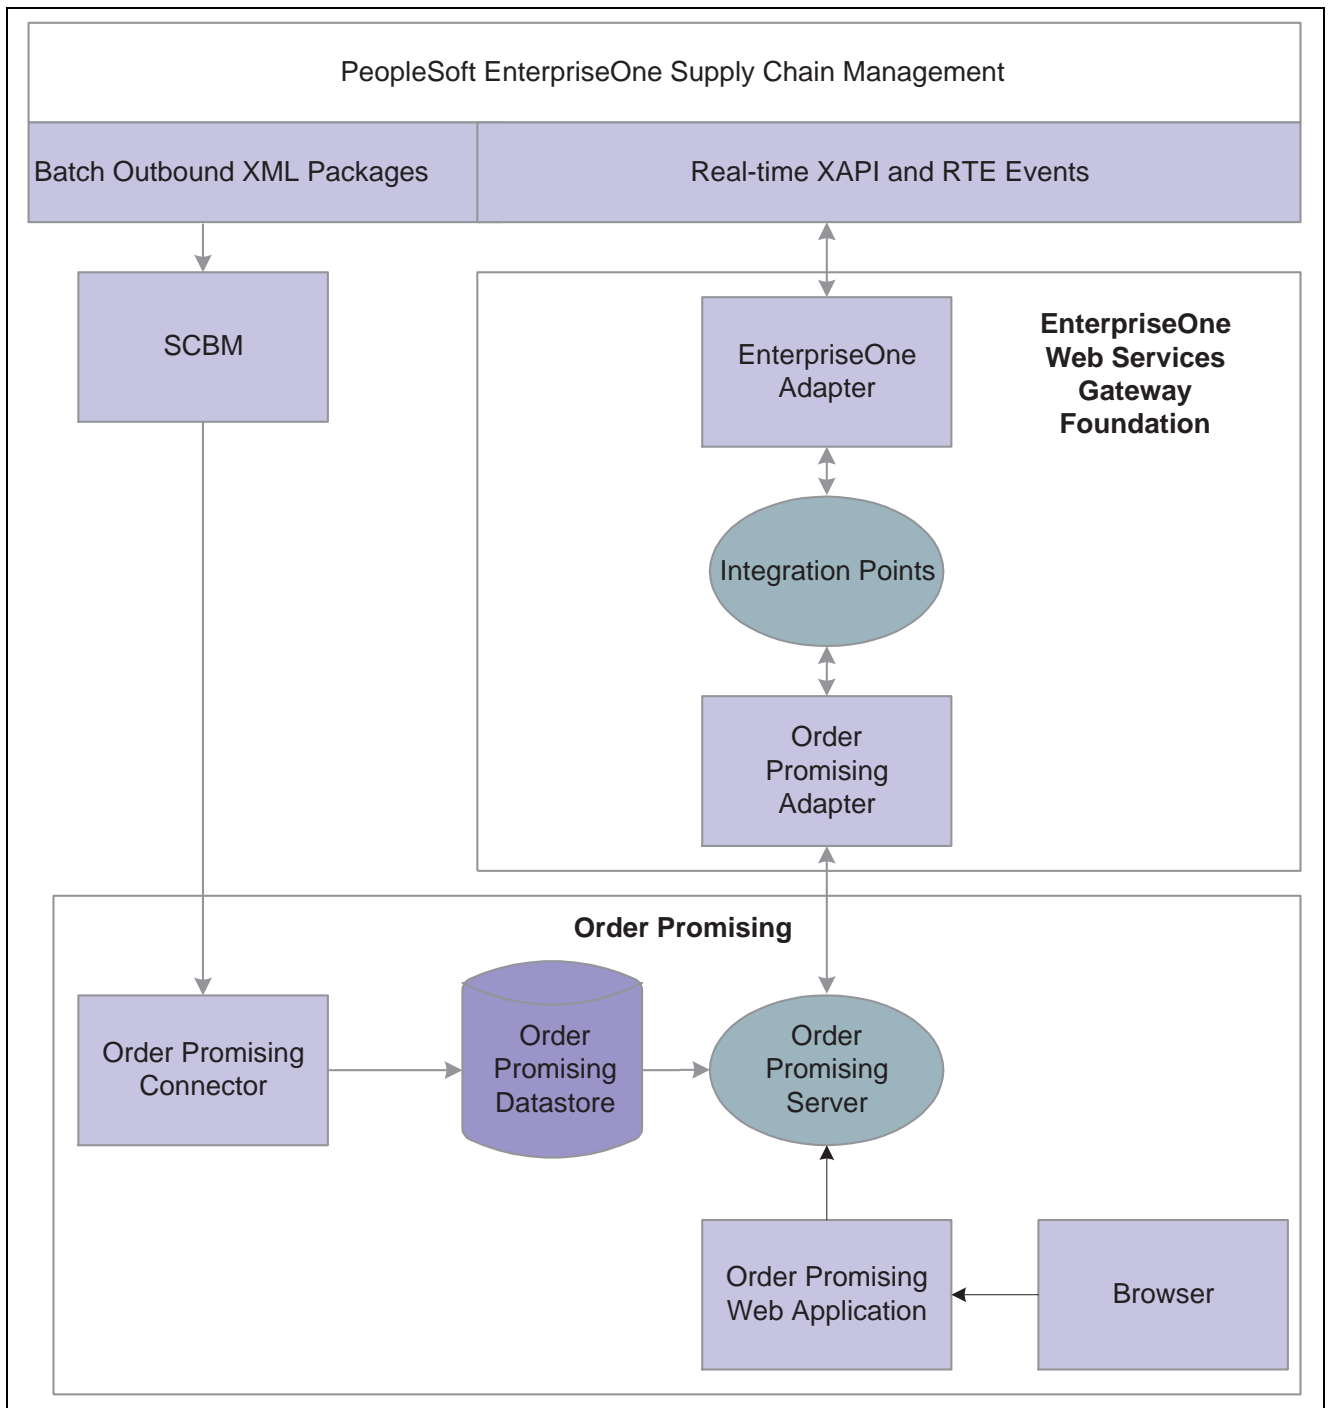 PeopleSoft EnterpriseOne Supply Chain Management
Batch Outbound XML Packages
Real-time XAPI and RTE Events
SCBM
EnterpriseOne
Adapter
EnterpriseOne
Web Services
Gateway
Foundation
Integration Points
Order
Promising
Adapter
Order Promising
Order Promising
Connector
Order
Promising
Datastore
Order
Promising
Server
Order Promising
Web Application
Browser